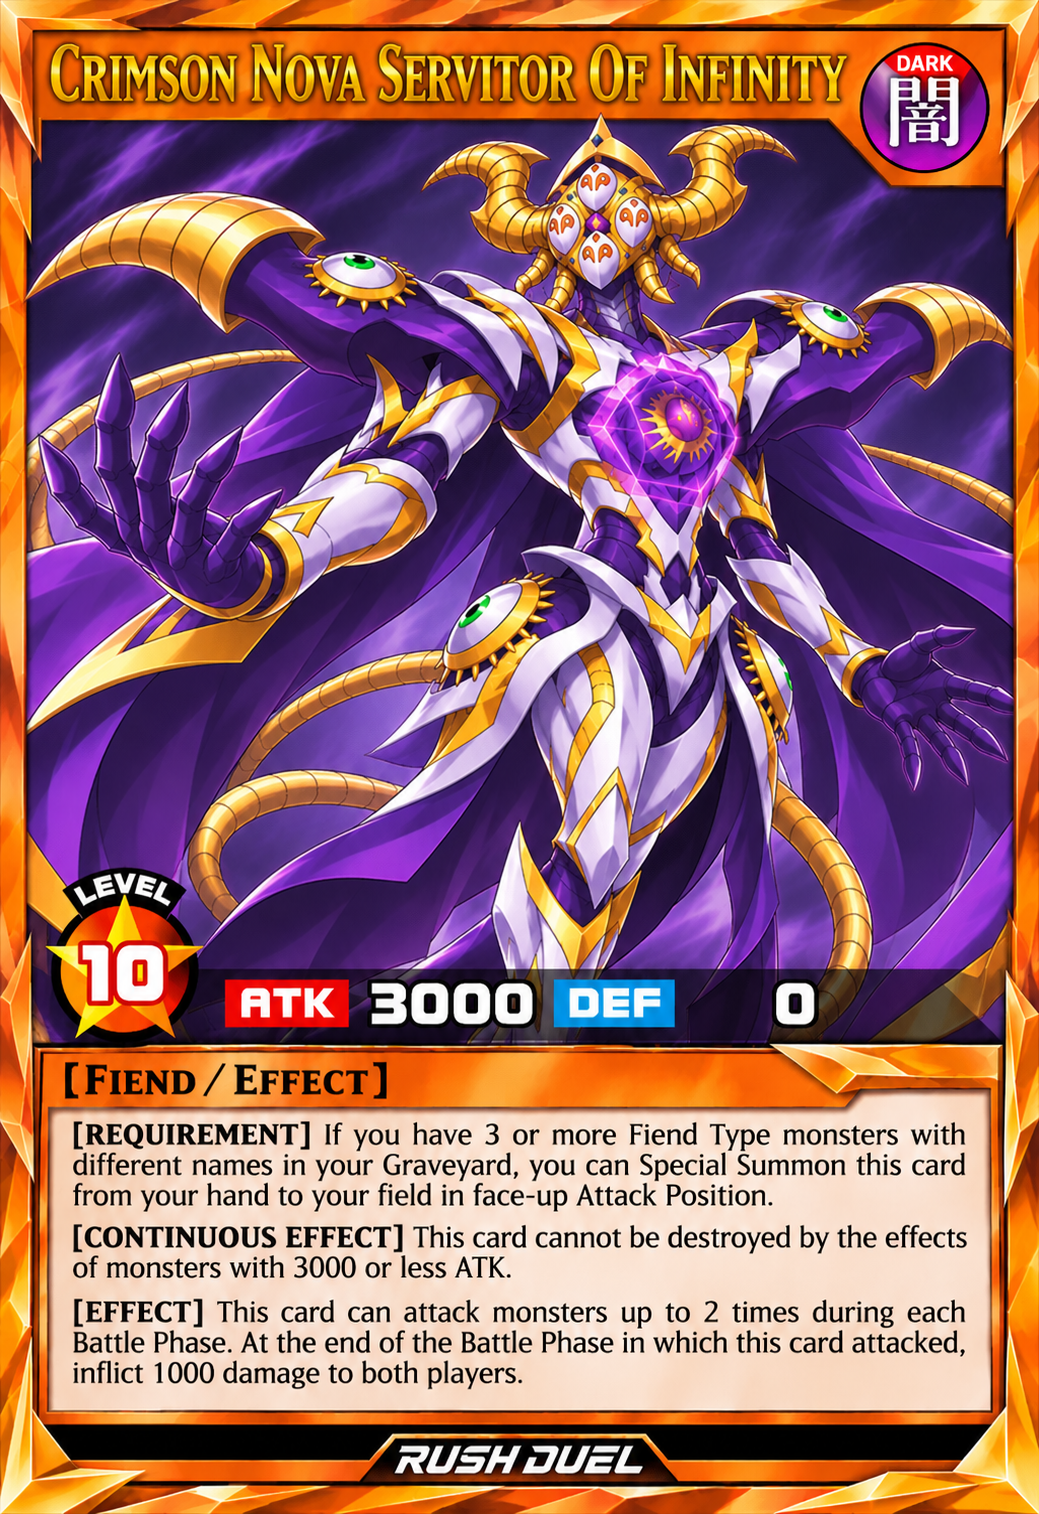 Crimson Nova Servitor Of Infinity
DARK
闇
LEVEL
10
ATK 3000 DEF 0
[Fiend / Effect]
[REQUIREMENT] If you have 3 or more Fiend Type monsters with
different names in your Graveyard, you can Special Summon this card
from your hand to your field in face-up Attack Position.
[CONTINUOUS EFFECT] This card cannot be destroyed by the effects
of monsters with 3000 or less ATK.
[EFFECT] This card can attack monsters up to 2 times during each
Battle Phase. At the end of the Battle Phase in which this card attacked,
inflict 1000 damage to both players.
RUSH DUEL